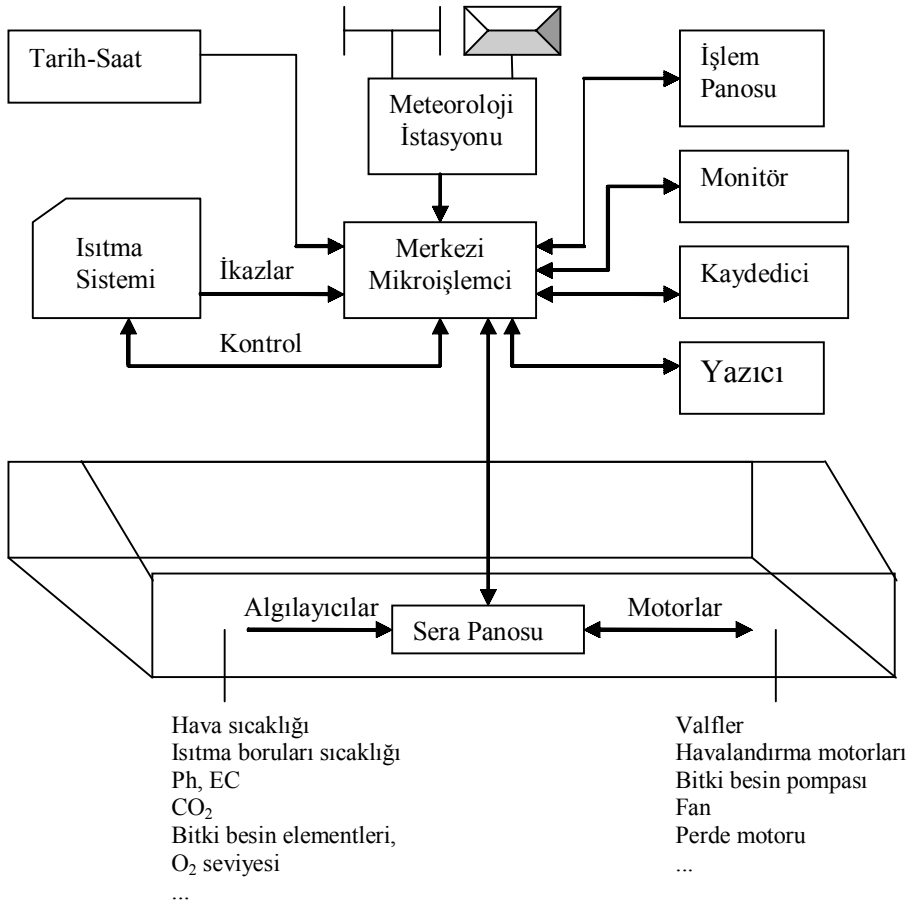 Tarih-Saat
Meteoroloji
İstasyonu
İşlem
Panosu
Monitör
Isıtma
Sistemi
İkazlar
Merkezi
Mikroişlemci
Kaydedici
Kontrol
Yazıcı
Algılayıcılar
Sera Panosu
Motorlar
Hava sıcaklığı
Isıtma boruları sıcaklığı
Ph, EC
CO₂
Bitki besin elementleri,
O₂ seviyesi
...
Valfler
Havalandırma motorları
Bitki besin pompası
Fan
Perde motoru
...